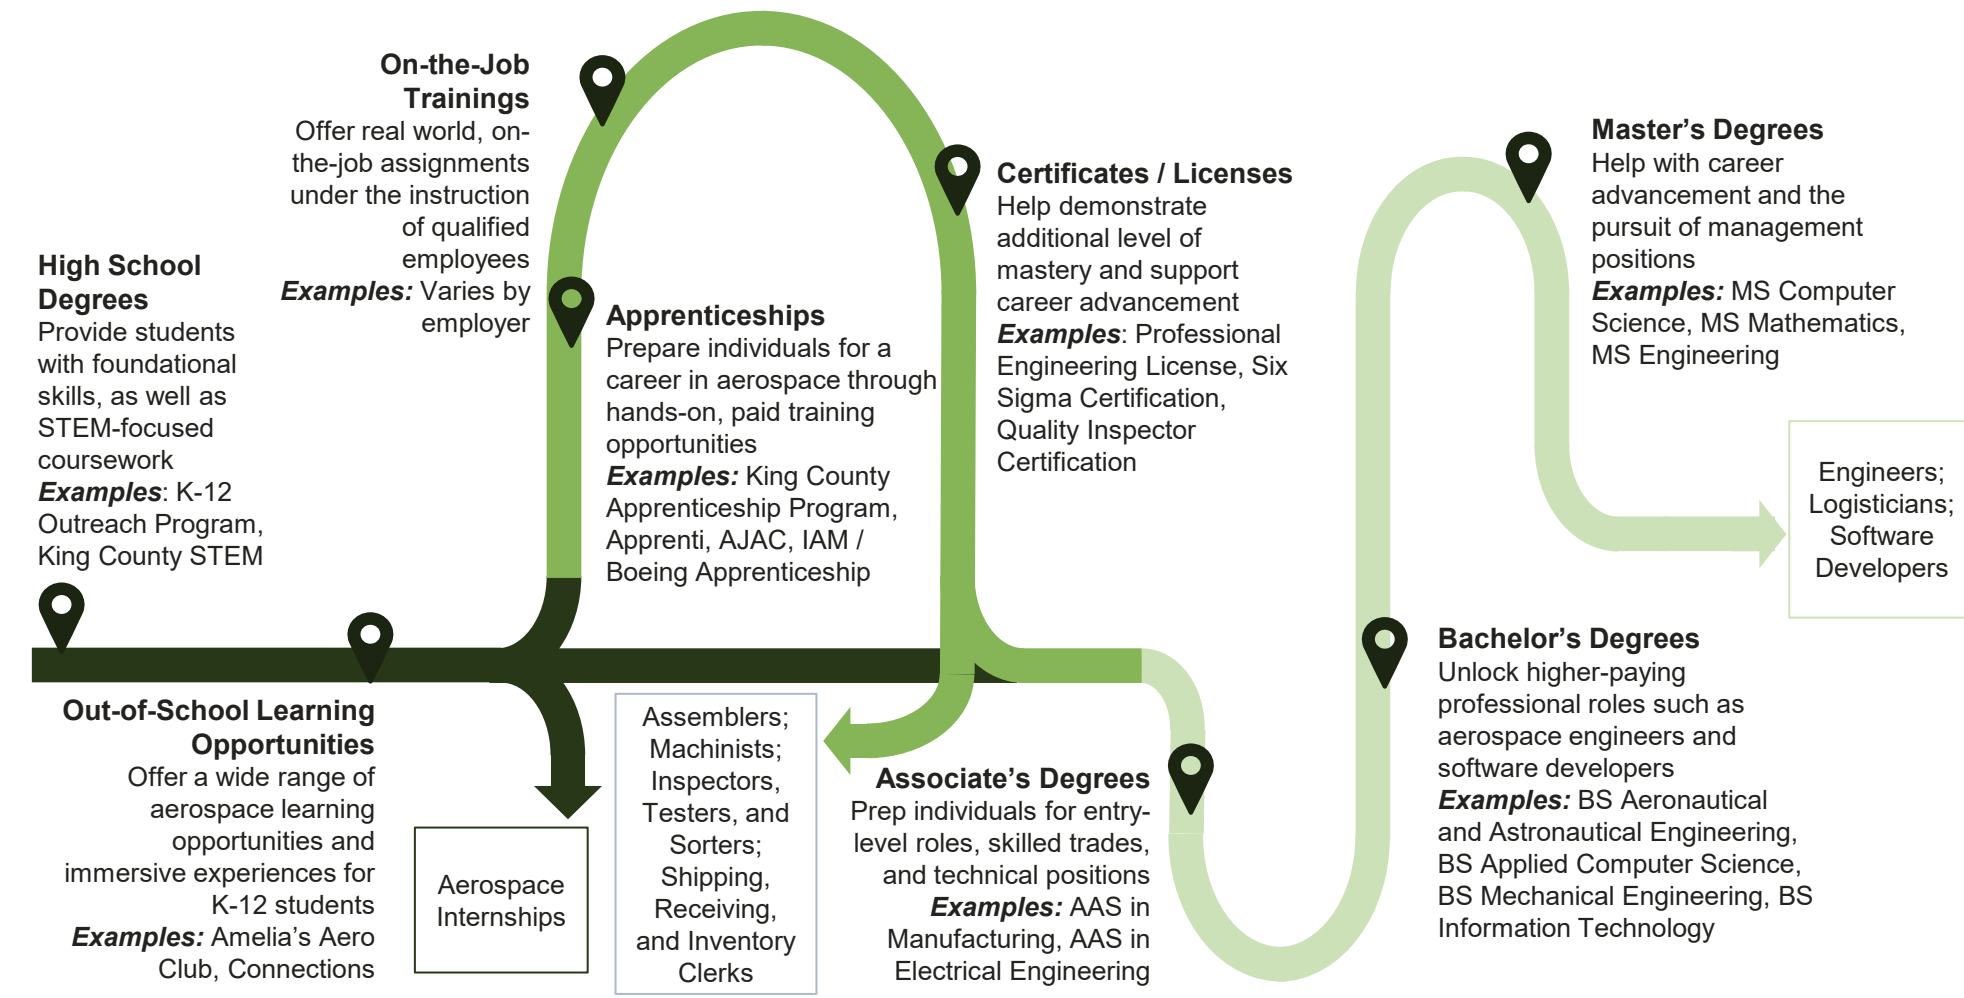 High School
Degrees
Provide students
with foundational
skills, as well as
STEM-focused
coursework
Examples: K-12
Outreach Program,
King County STEM
Out-of-School Learning
Opportunities
Offer a wide range of
aerospace learning
opportunities and
immersive experiences for
K-12 students
Examples: Amelia’s Aero
Club, Connections
Aerospace
Internships
On-the-Job
Trainings
Offer real world, on-
the-job assignments
under the instruction
of qualified
employees
Examples: Varies by
employer
Apprenticeships
Prepare individuals for a
career in aerospace through
hands-on, paid training
opportunities
Examples: King County
Apprenticeship Program,
Apprenti, AJAC, IAM /
Boeing Apprenticeship
Certificates / Licenses
Help demonstrate
additional level of
mastery and support
career advancement
Examples: Professional
Engineering License, Six
Sigma Certification,
Quality Inspector
Certification
Assemblers;
Machinists;
Inspectors,
Testers, and
Sorters;
Shipping,
Receiving,
and Inventory
Clerks
Associate’s Degrees
Prep individuals for entry-
level roles, skilled trades,
and technical positions
Examples: AAS in
Manufacturing, AAS in
Electrical Engineering
Bachelor’s Degrees
Unlock higher-paying
professional roles such as
aerospace engineers and
software developers
Examples: BS Aeronautical
and Astronautical Engineering,
BS Applied Computer Science,
BS Mechanical Engineering, BS
Information Technology
Master’s Degrees
Help with career
advancement and the
pursuit of management
positions
Examples: MS Computer
Science, MS Mathematics,
MS Engineering
Engineers;
Logisticians;
Software
Developers